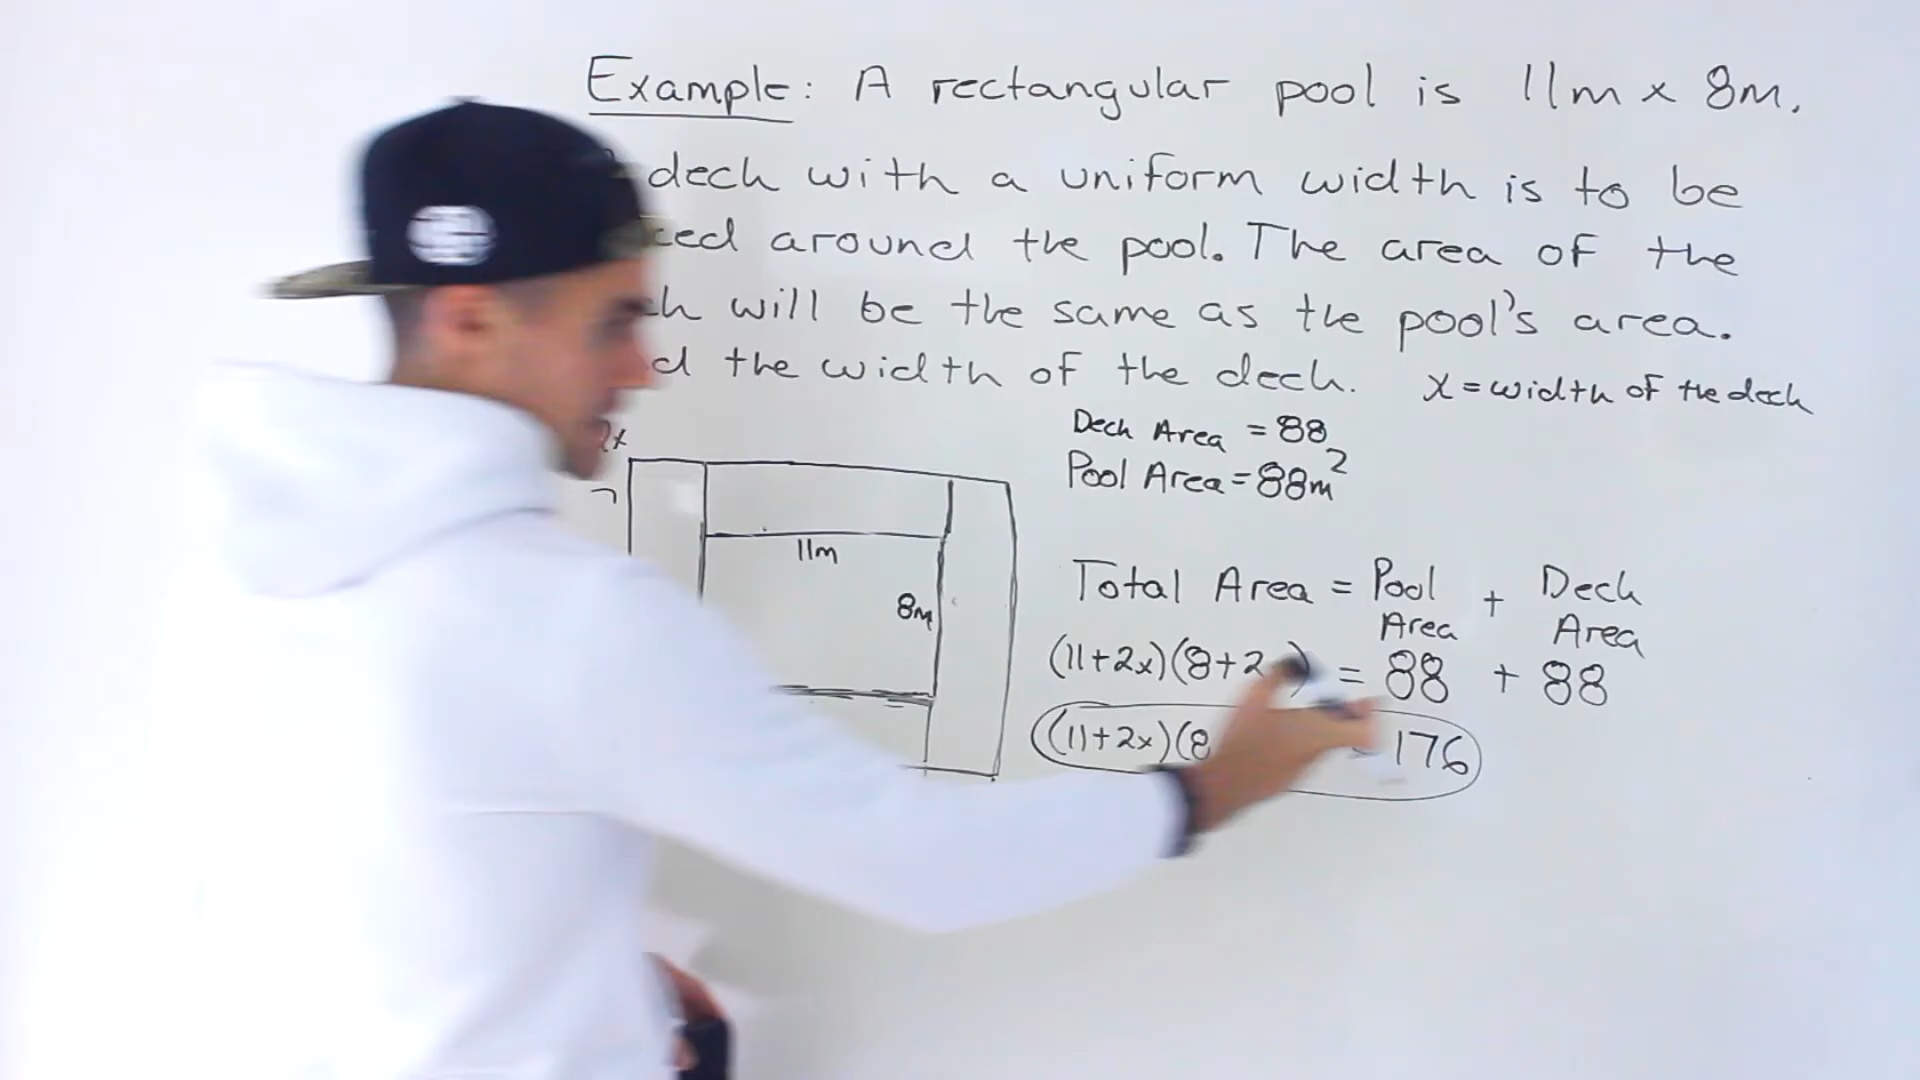 Example: A rectangular pool is 11m x 8m.
deck with a uniform width is to be
around the pool. The area of the
will be the same as the pool's area.
the width of the deck. x = width of the deck
Deck Area = 88
Pool Area = 88m²
2x
11m
8m
Total Area = Pool Area + Deck Area
(11+2x)(8+2 ) = 88 + 88
(11+2x)(8 176